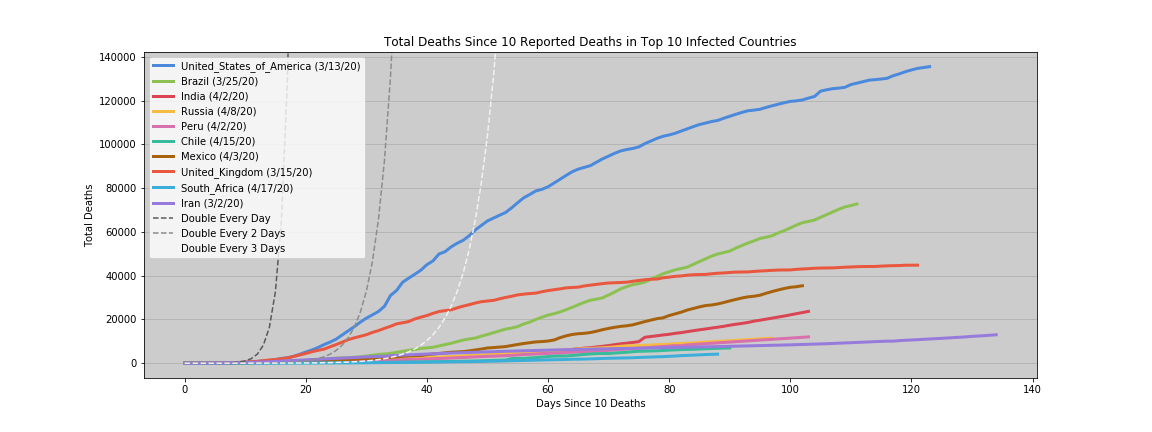 Total Deaths Since 10 Reported Deaths in Top 10 Infected Countries
Total Deaths
140000
120000
100000
80000
60000
40000
20000
0
United_States_of_America (3/13/20)
Brazil (3/25/20)
India (4/2/20)
Russia (4/8/20)
Peru (4/2/20)
Chile (4/15/20)
Mexico (4/3/20)
United_Kingdom (3/15/20)
South_Africa (4/17/20)
Iran (3/2/20)
Double Every Day
Double Every 2 Days
Double Every 3 Days
0 20 40 60 80 100 120 140
Days Since 10 Deaths